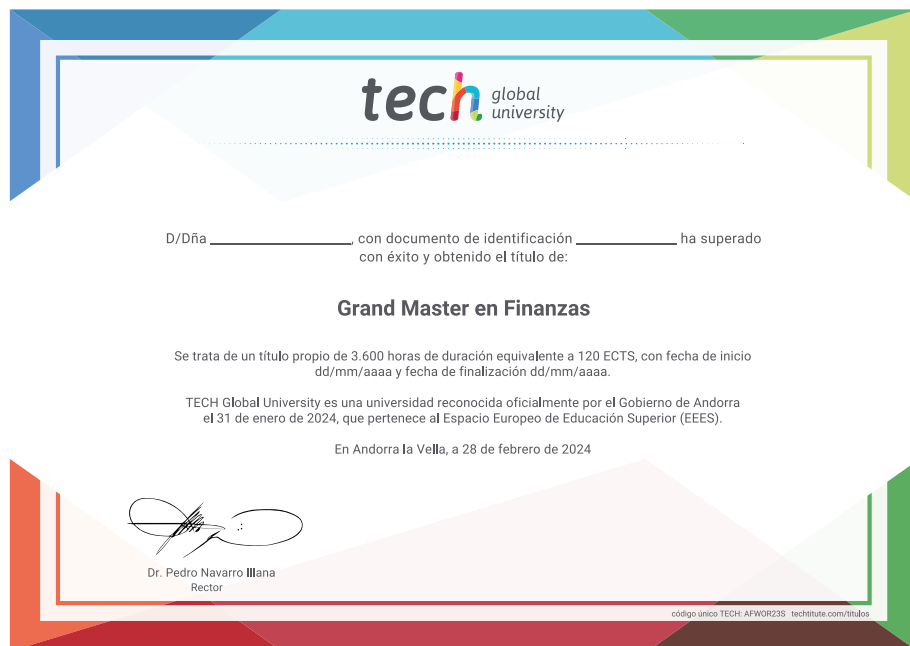 tech global university
D/Dña ________________, con documento de identificación ____________ ha superado
con éxito y obtenido el título de:
Grand Master en Finanzas
Se trata de un título propio de 3.600 horas de duración equivalente a 120 ECTS, con fecha de inicio
dd/mm/aaaa y fecha de finalización dd/mm/aaaa.
TECH Global University es una universidad reconocida oficialmente por el Gobierno de Andorra
el 31 de enero de 2024, que pertenece al Espacio Europeo de Educación Superior (EEES).
En Andorra la Vella, a 28 de febrero de 2024
Dr. Pedro Navarro Illana
Rector
código único TECH: AFWOR23S techtitute.com/titulos